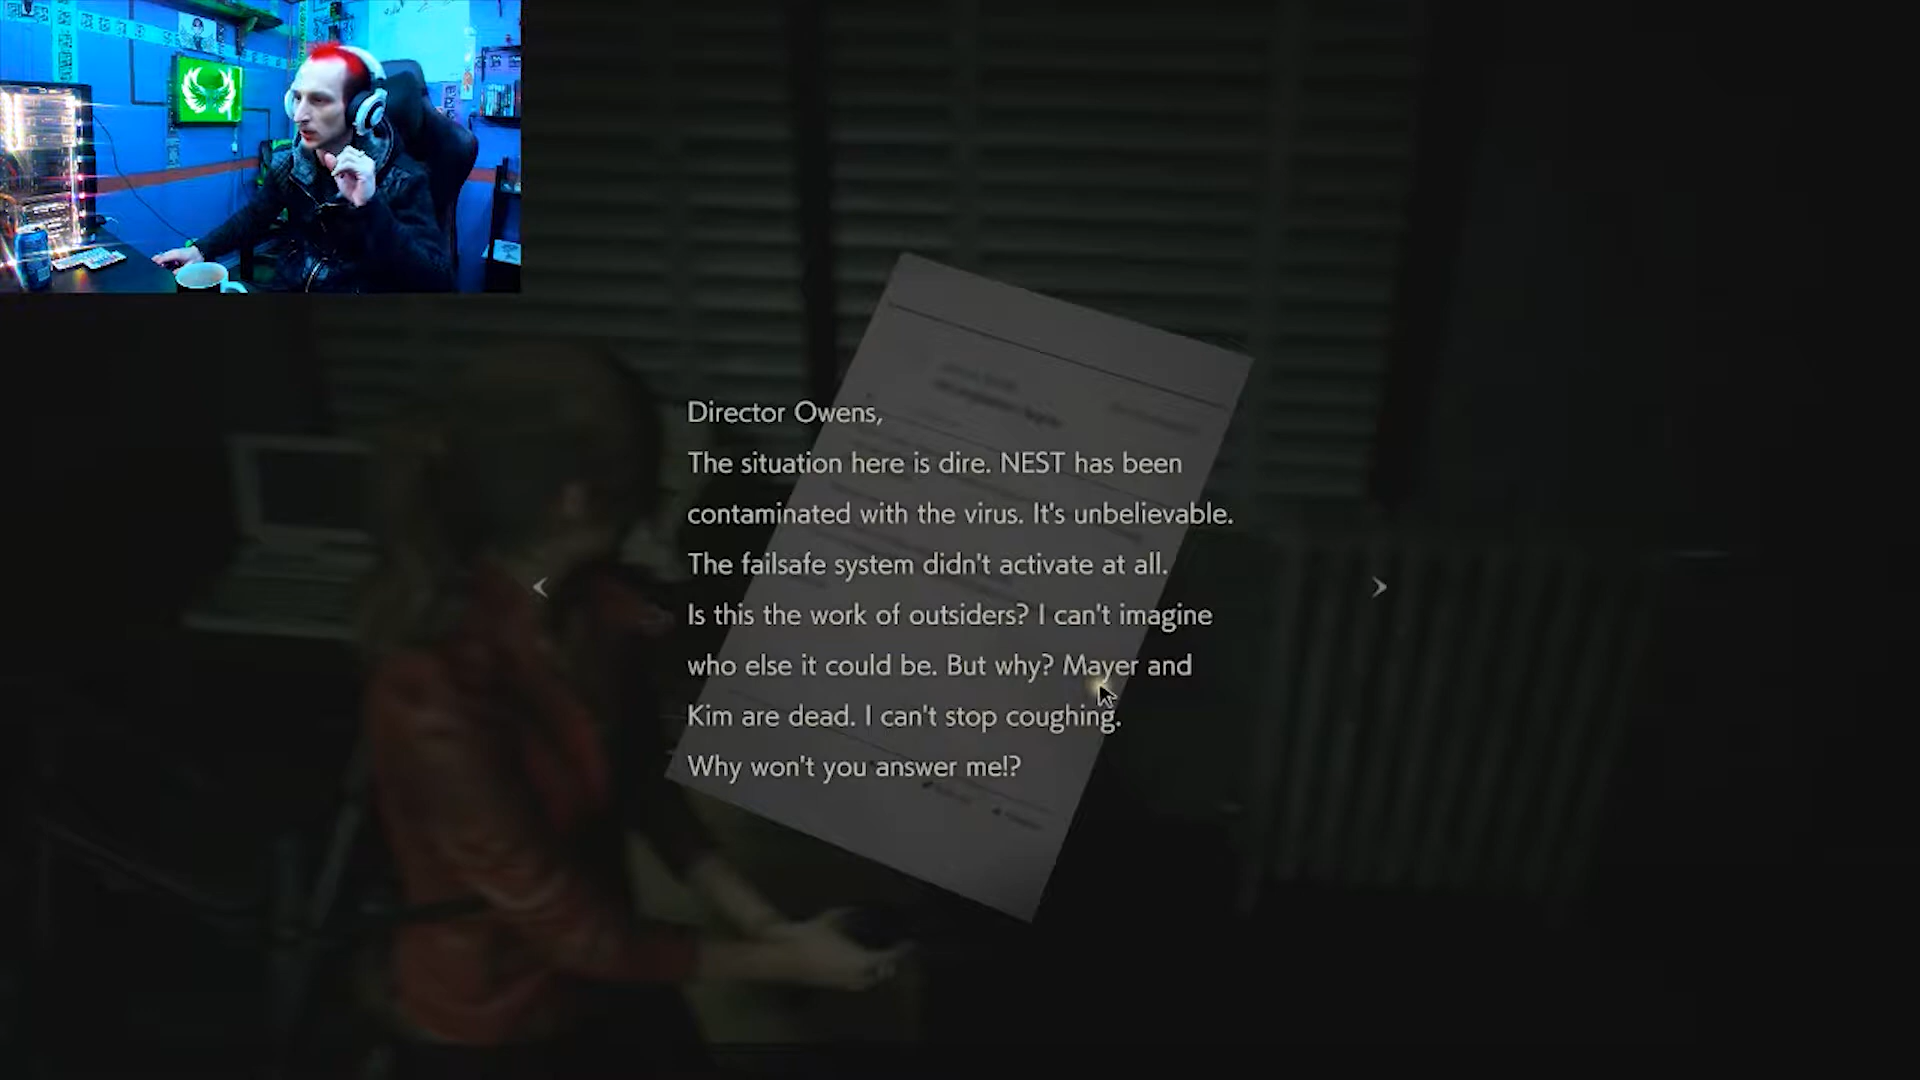 Director Owens,
The situation here is dire. NEST has been
contaminated with the virus. It's unbelievable.
The failsafe system didn't activate at all.
Is this the work of outsiders? I can't imagine
who else it could be. But why? Mayer and
Kim are dead. I can't stop coughing.
Why won't you answer me!?